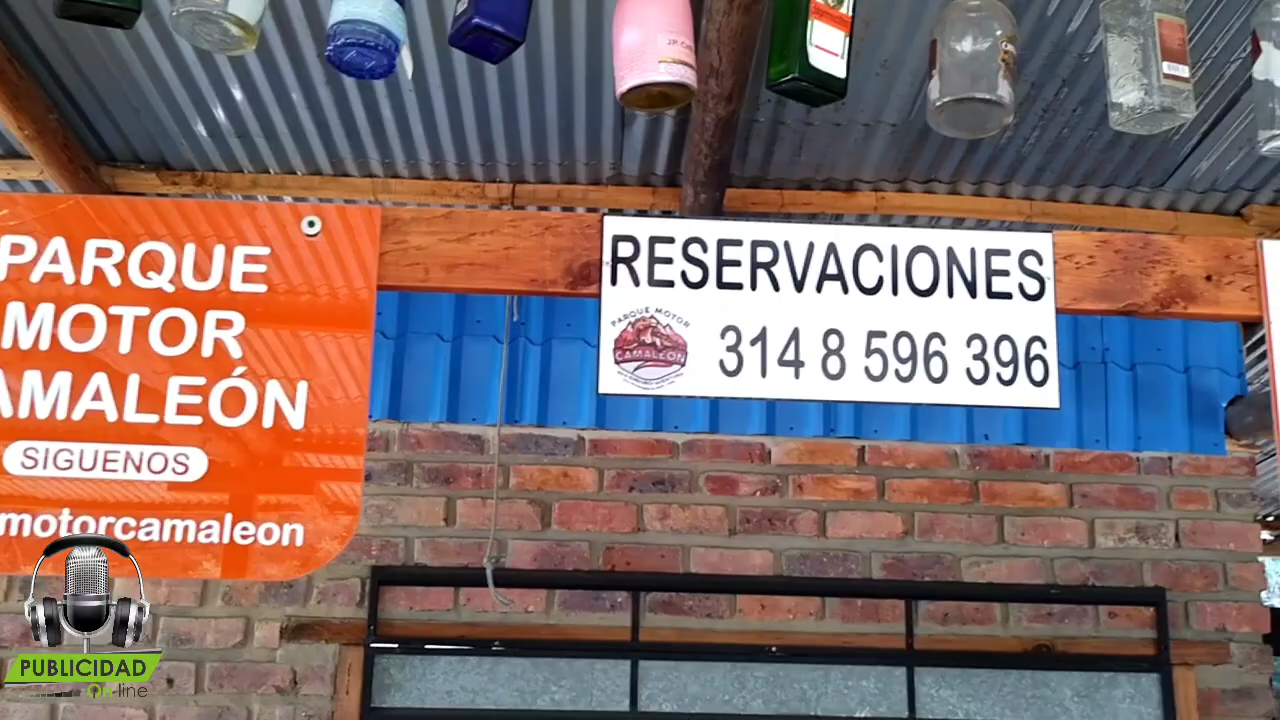 PARQUE
MOTOR
AMALEÓN
SIGUENOS
motorcamaleon
RESERVACIONES
314 8 596 396
PARQUE MOTOR
CAMALEÓN
PUBLICIDAD
On-line